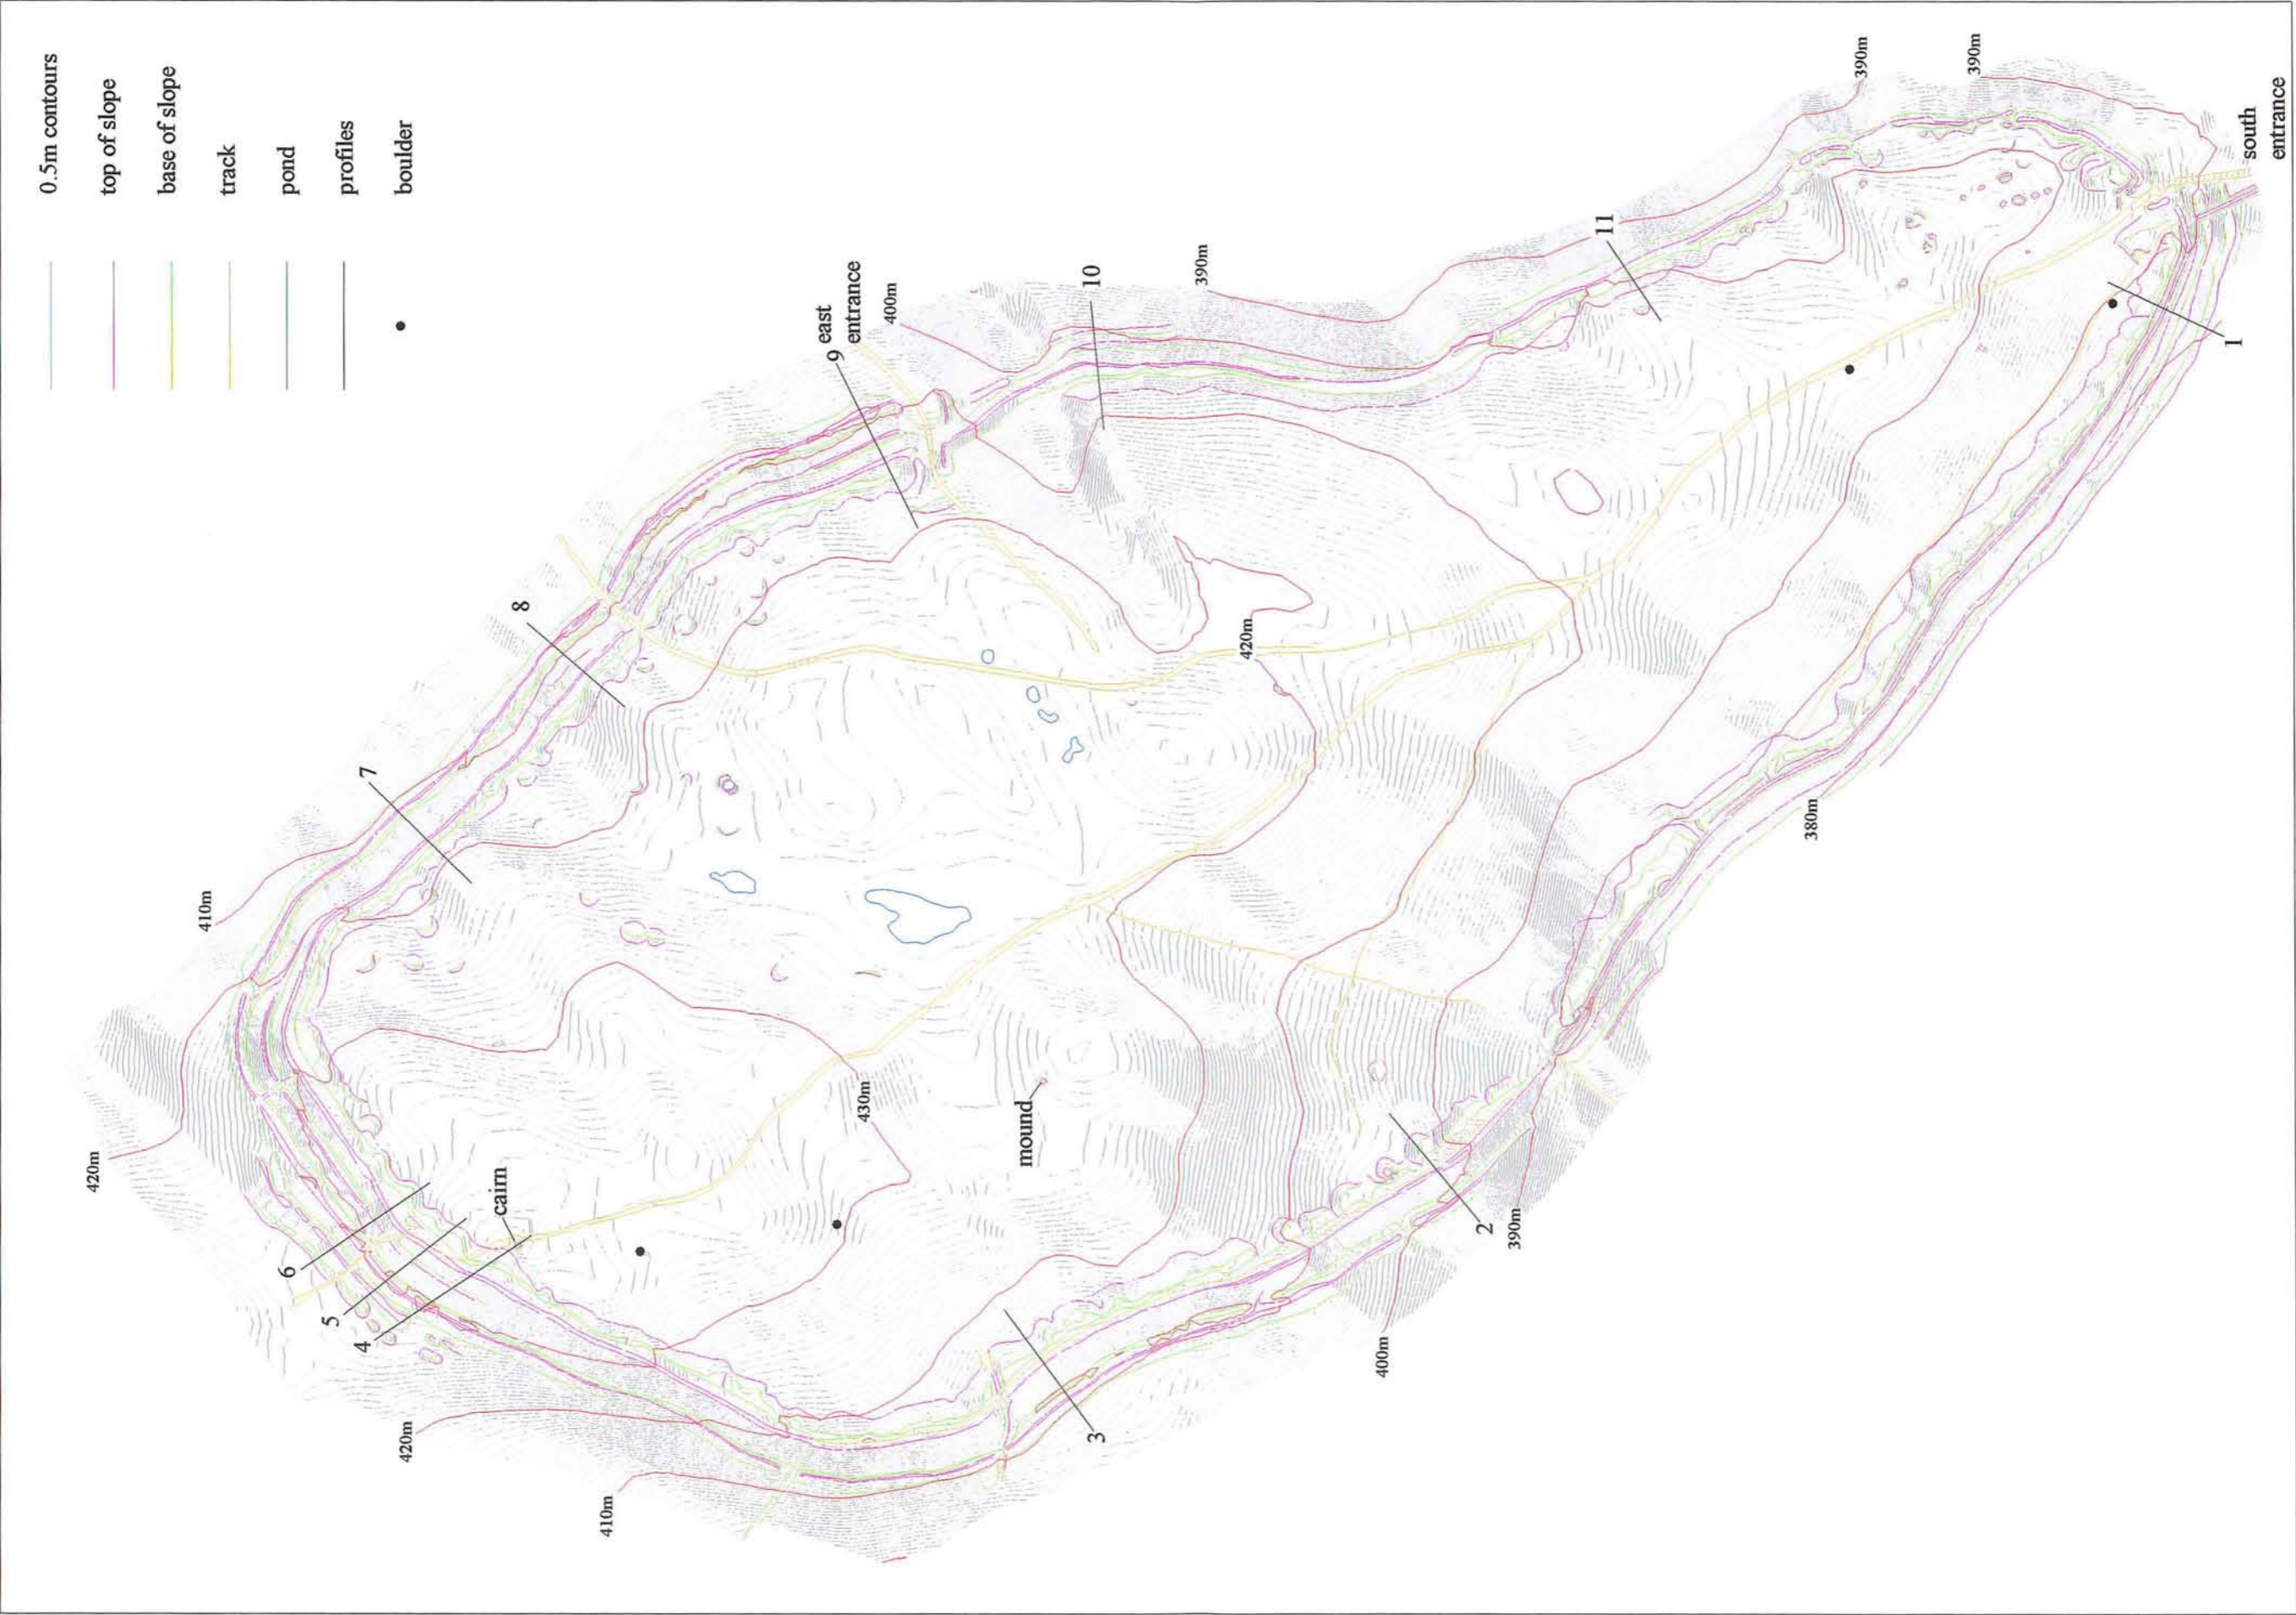 0.5m contours
top of slope
base of slope
track
pond
profiles
boulder
390m
390m
south
entrance
11
390m
10
east
entrance
400m
9
1
8
420m
7
380m
410m
430m
mound
420m
cairn
6
5
4
2
390m
400m
3
420m
410m